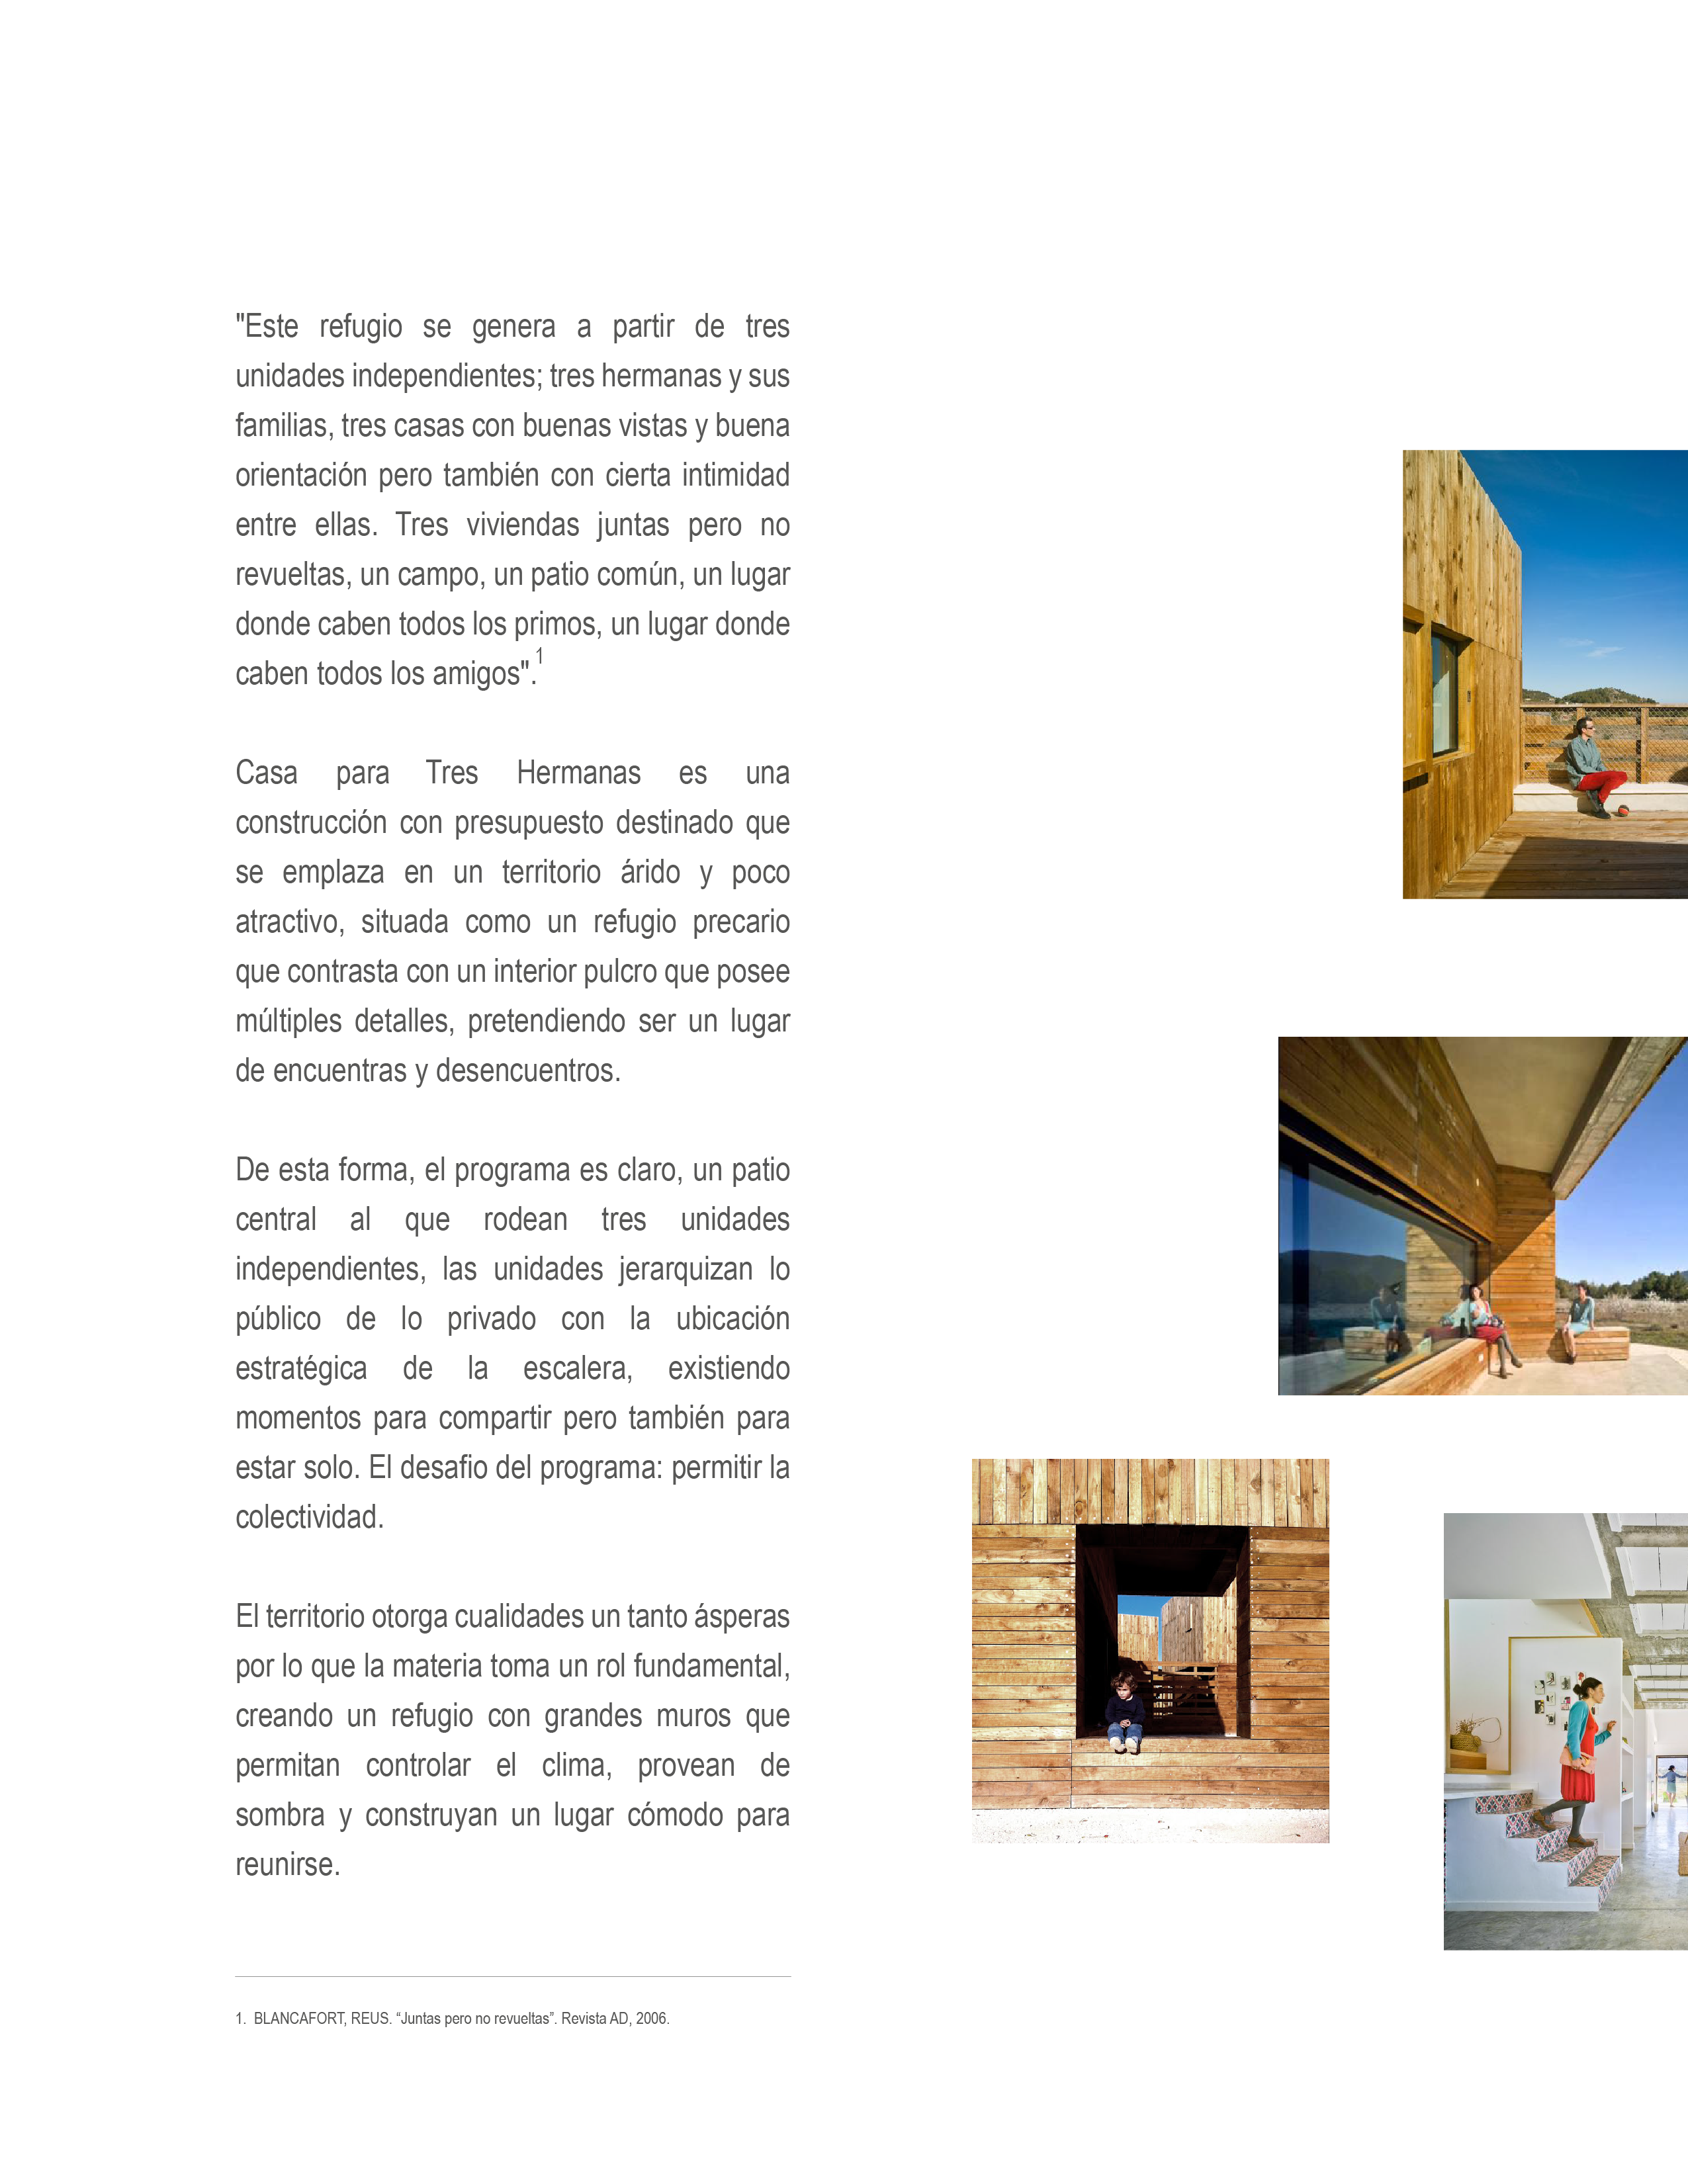 "Este refugio se genera a partir de tres
unidades independientes; tres hermanas y sus
familias, tres casas con buenas vistas y buena
orientación pero también con cierta intimidad
entre ellas. Tres viviendas juntas pero no
revueltas, un campo, un patio común, un lugar
donde caben todos los primos, un lugar donde
caben todos los amigos".1
Casa para Tres Hermanas es una
construcción con presupuesto destinado que
se emplaza en un territorio árido y poco
atractivo, situada como un refugio precario
que contrasta con un interior pulcro que posee
múltiples detalles, pretendiendo ser un lugar
de encuentras y desencuentros.
De esta forma, el programa es claro, un patio
central al que rodean tres unidades
independientes, las unidades jerarquizan lo
público de lo privado con la ubicación
estratégica de la escalera, existiendo
momentos para compartir pero también para
estar solo. El desafio del programa: permitir la
colectividad.
El territorio otorga cualidades un tanto ásperas
por lo que la materia toma un rol fundamental,
creando un refugio con grandes muros que
permitan controlar el clima, provean de
sombra y construyan un lugar cómodo para
reunirse.
1. BLANCAFORT, REUS. “Juntas pero no revueltas”. Revista AD, 2006.